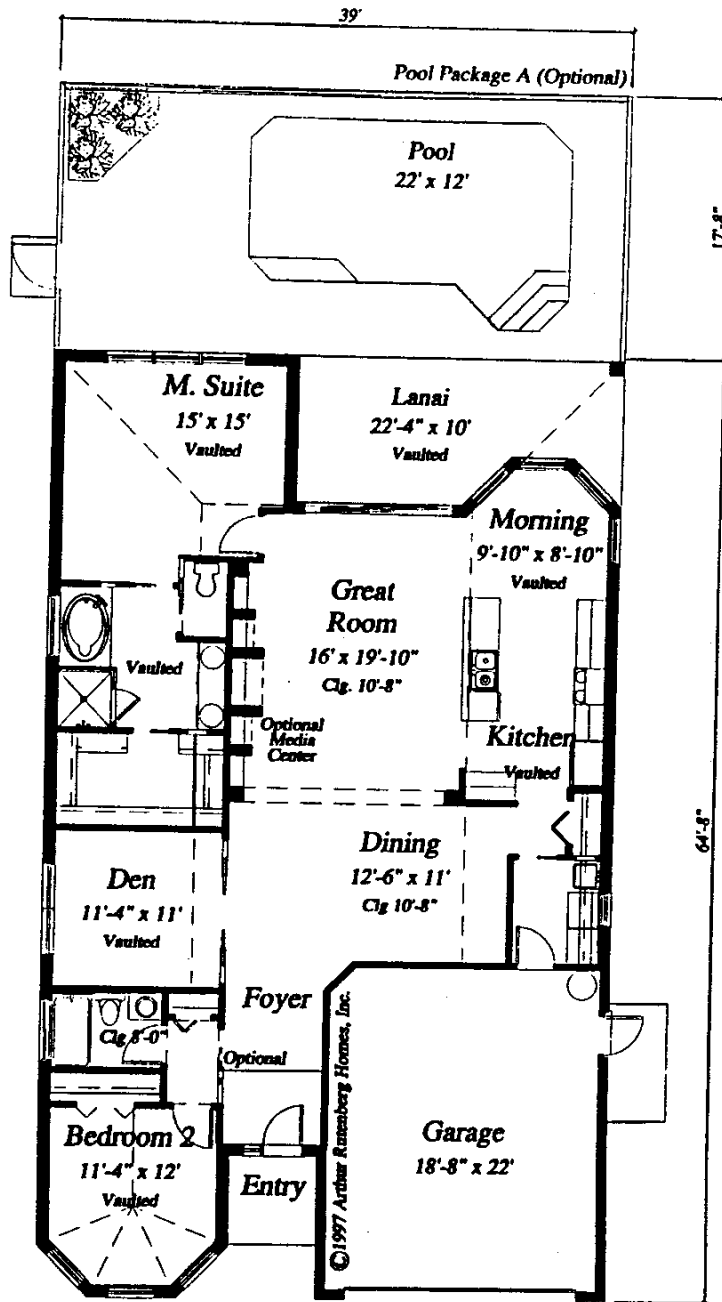 39'
Pool Package A (Optional)
Pool
22' x 12'
17'-8"
M. Suite
15' x 15'
Vaulted
Lanai
22'-4" x 10'
Vaulted
Morning
9'-10" x 8'-10"
Vaulted
Great
Room
16' x 19'-10"
Clg. 10'-8"
Vaulted
Optional
Media
Center
Kitchen
Vaulted
64'-8"
Dining
12'-6" x 11'
Clg 10'-8"
Den
11'-4" x 11'
Vaulted
Foyer
Clg 8'-0"
Optional
©1997 Arthur Rutenberg Homes, Inc.
Bedroom 2
11'-4" x 12'
Vaulted
Entry
Garage
18'-8" x 22'